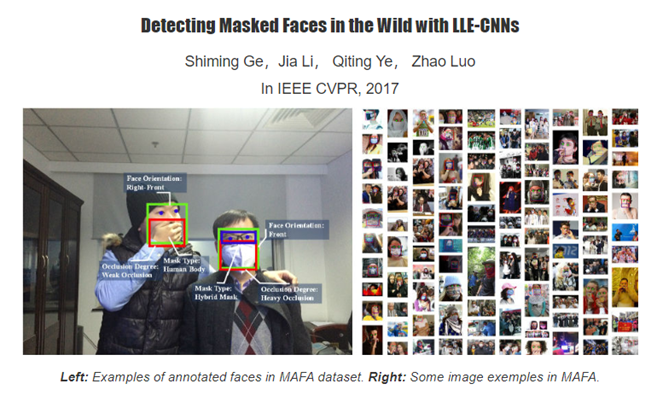 Detecting Masked Faces in the Wild with LLE-CNNs
Shiming Ge, Jia Li, Qiting Ye, Zhao Luo
In IEEE CVPR, 2017
Face Orientation:
Right-Front
Face Orientation:
Front
Occlusion Degree:
Weak Occlusion
Mask Type:
Human Body
Mask Type:
Hybrid Mask
Occlusion Degree:
Heavy Occlusion
Left: Examples of annotated faces in MAFA dataset. Right: Some image exemples in MAFA.